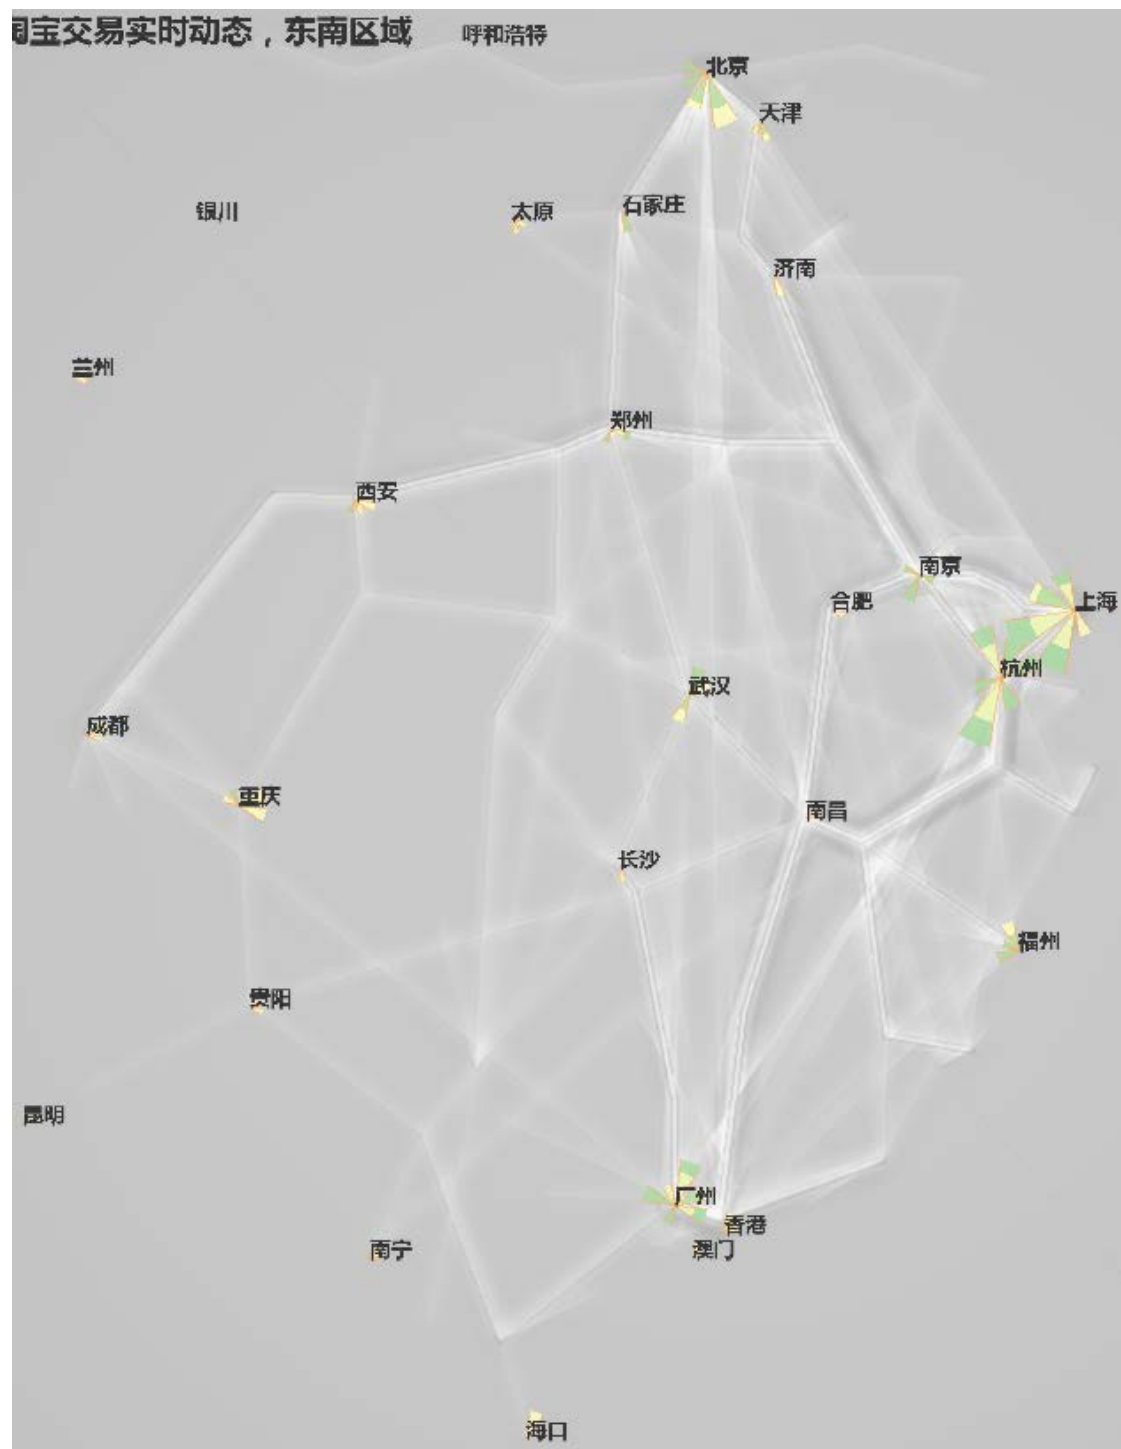 淘宝交易实时动态，东南区域
呼和浩特
北京
天津
银川
太原
石家庄
济南
兰州
郑州
西安
南京
合肥
上海
杭州
武汉
成都
重庆
南昌
长沙
福州
贵阳
昆明
广州
香港
南宁
澳门
海口